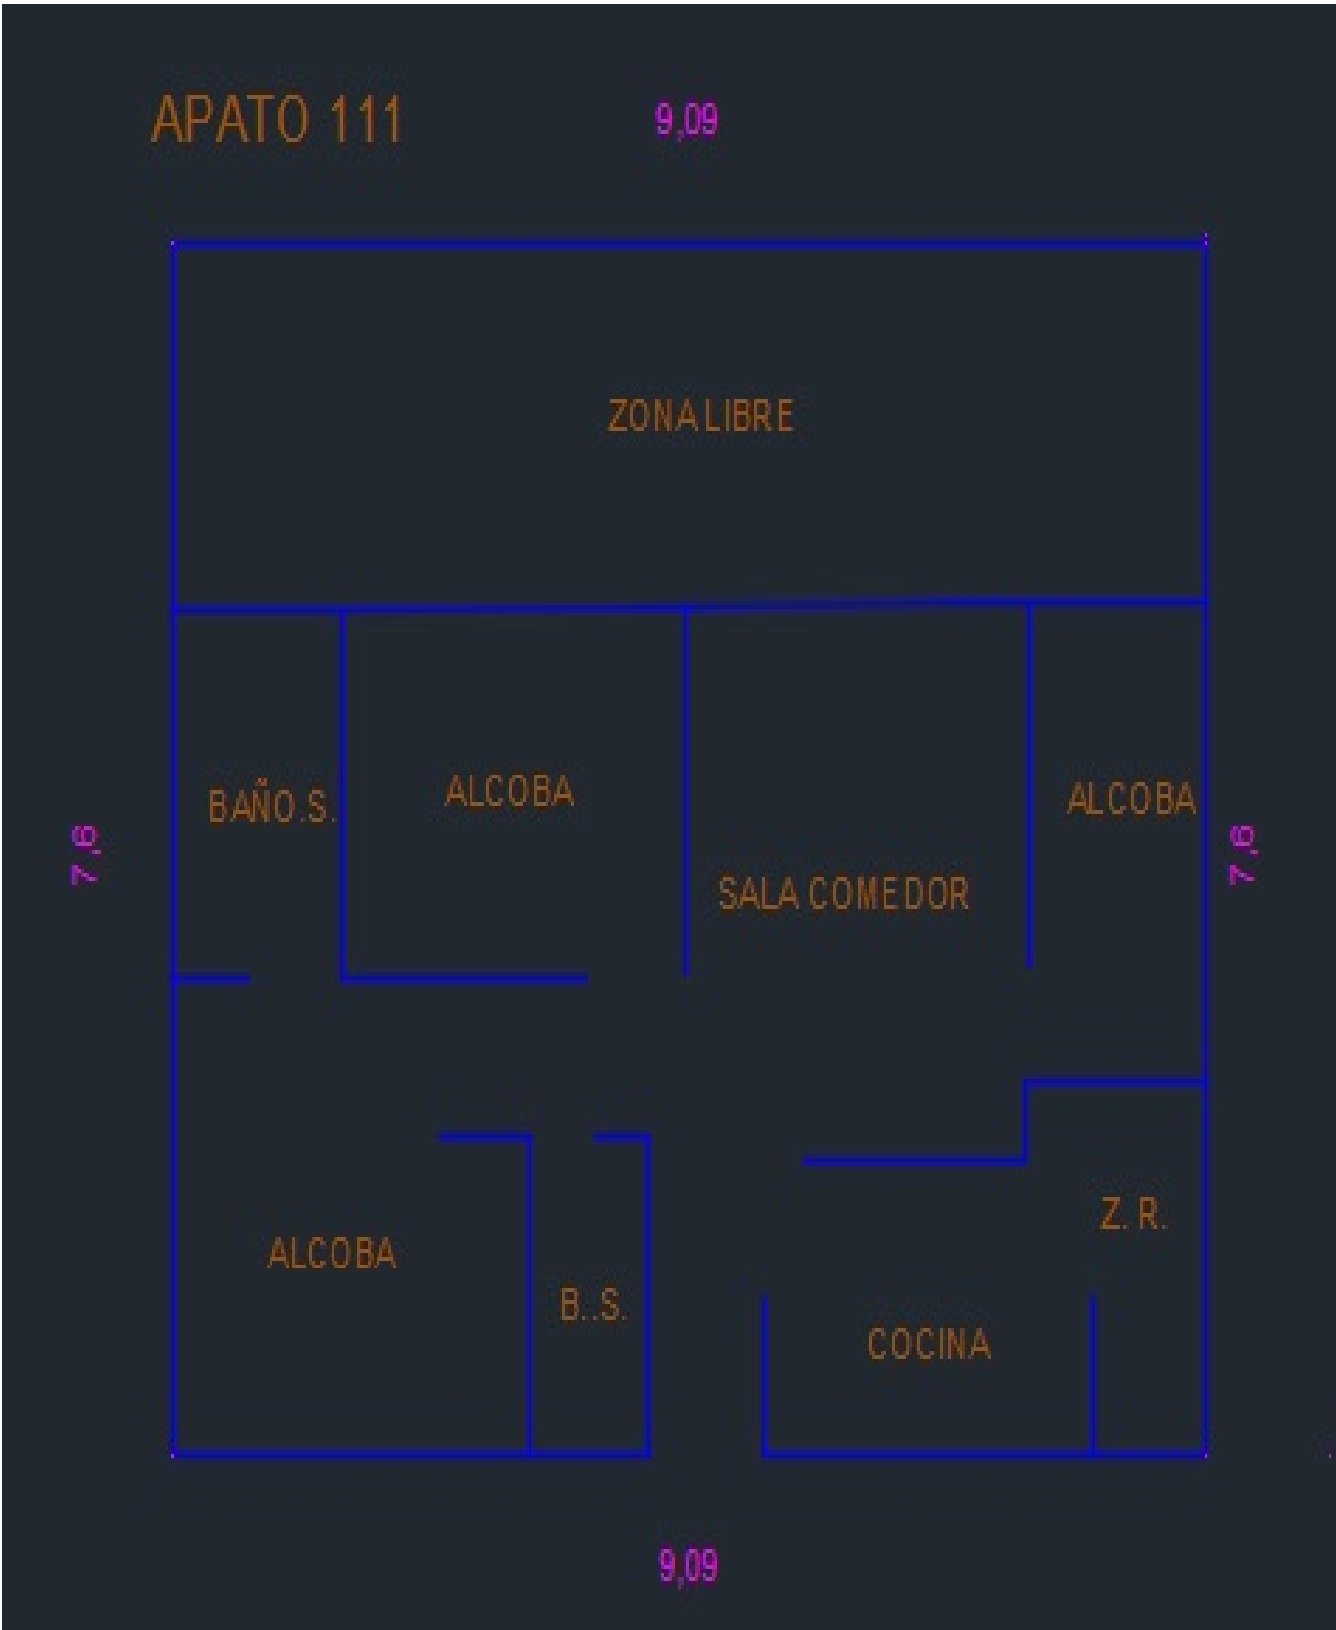 APATO 111
9,09
ZONA LIBRE
BAÑO.S.
ALCOBA
ALCOBA
SALA COMEDOR
7,6
7,6
Z. R.
ALCOBA
B..S.
COCINA
9,09